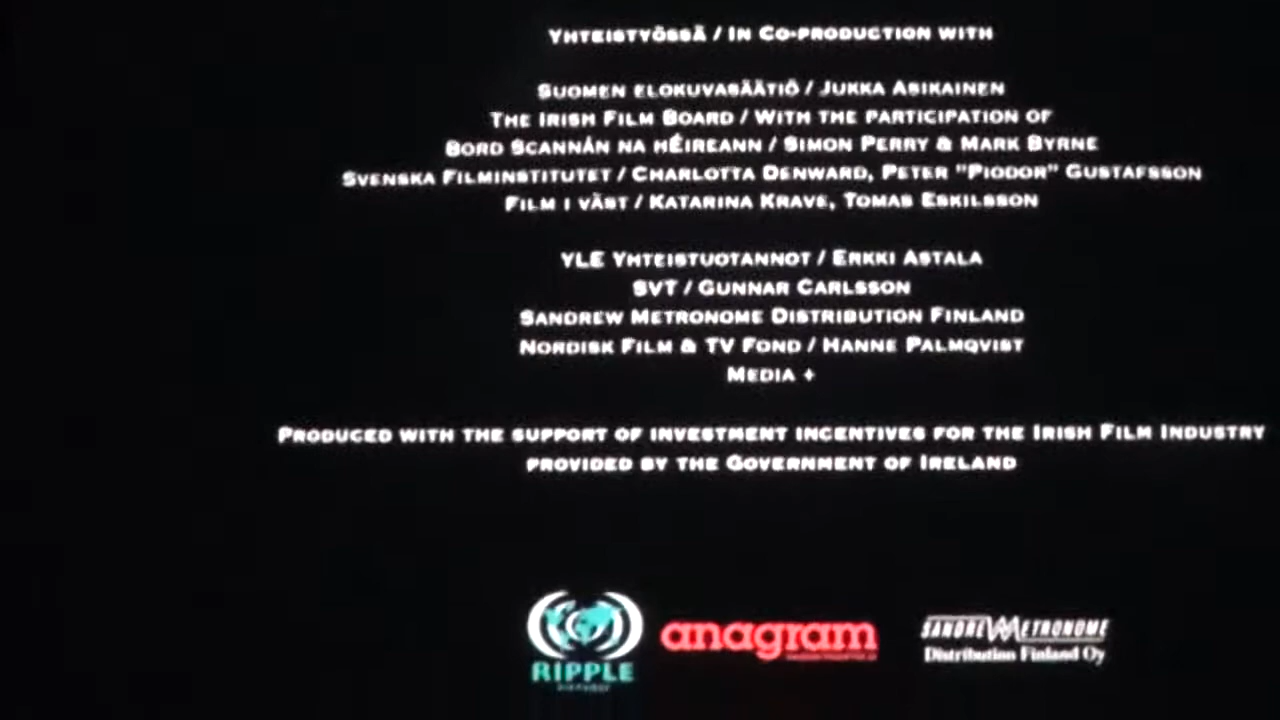 Yhteistyössä / In Co-production with
Suomen elokuvasäätiö / Jukka Asikainen
The Irish Film Board / With the participation of
Bord Scannán na hÉireann / Simon Perry & Mark Byrne
Svenska Filminstitutet / Charlotta Denward, Peter "Piodor" Gustafsson
Film i väst / Katarina Krave, Tomas Eskilsson
YLE Yhteistuotannot / Erkki Astala
SVT / Gunnar Carlsson
Sandrew Metronome Distribution Finland
Nordisk Film & TV Fond / Hanne Palmqvist
Media +
Produced with the support of investment incentives for the Irish Film Industry
provided by the Government of Ireland
RIPPLE
anagram
SANDREW METRONOME
Distribution Finland Oy